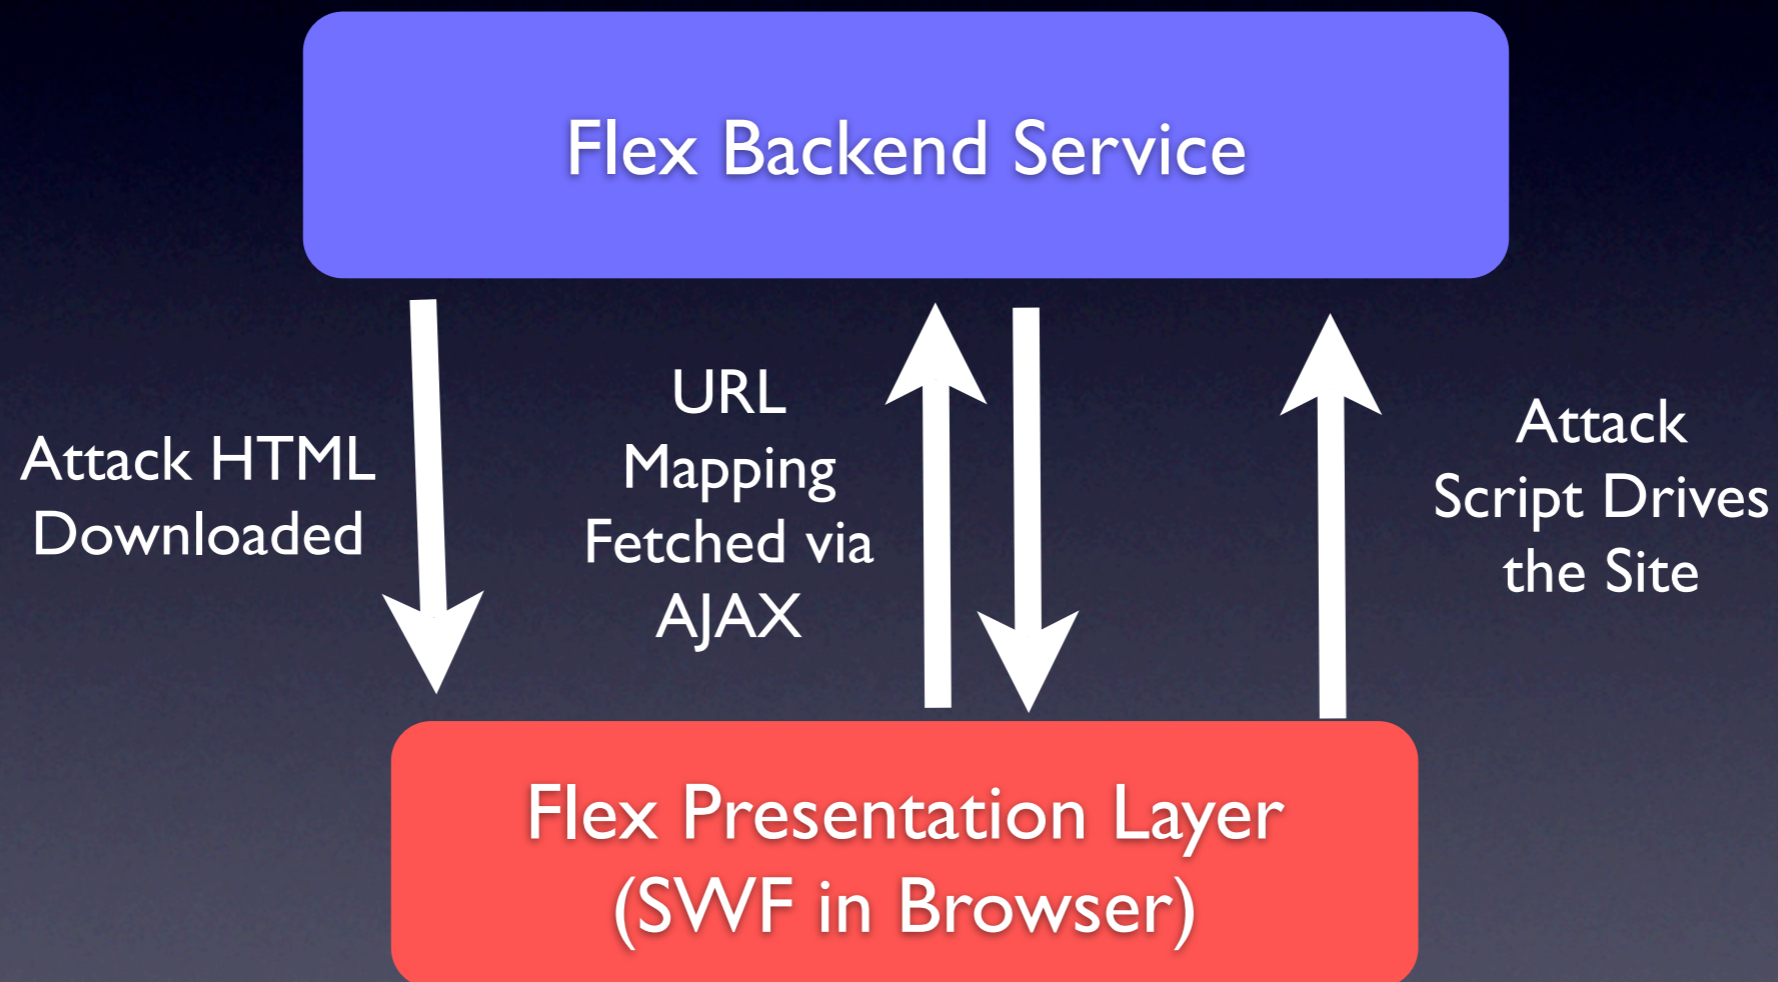 Flex Backend Service
Attack HTML
Downloaded
URL
Mapping
Fetched via
AJAX
Attack
Script Drives
the Site
Flex Presentation Layer
(SWF in Browser)